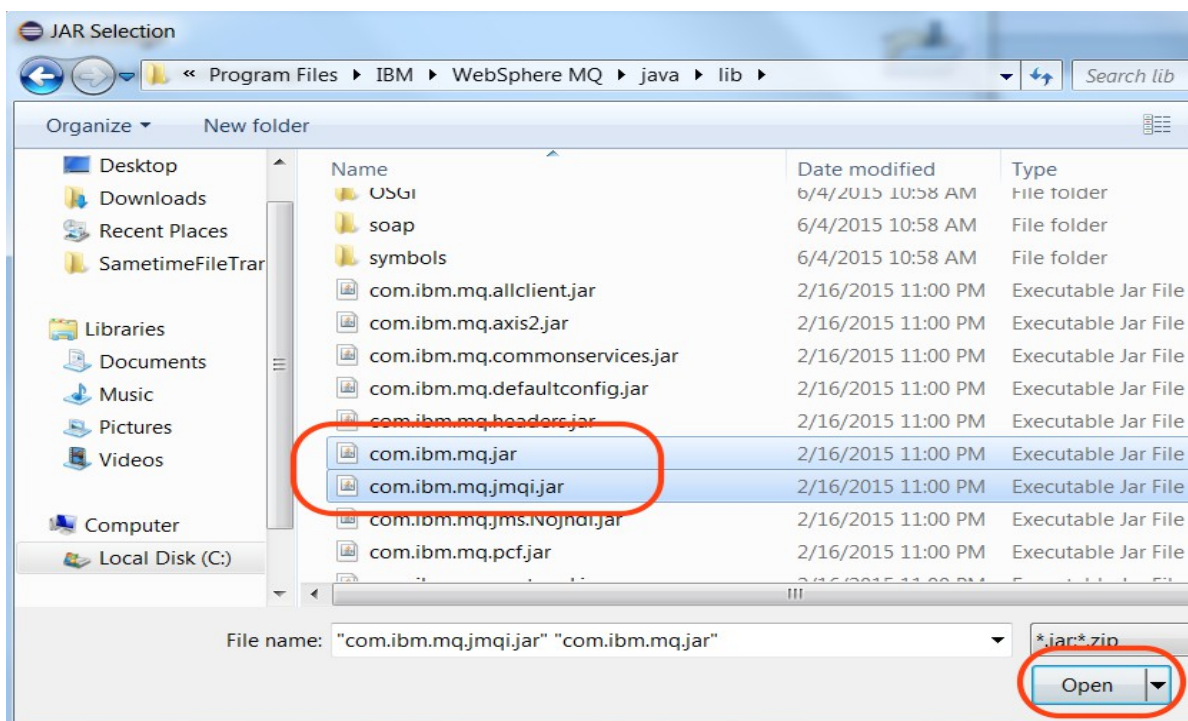 JAR Selection
« Program Files ▸ IBM ▸ WebSphere MQ ▸ java ▸ lib ▸ Search lib
Organize New folder
Name Date modified Type
Desktop
Downloads
Recent Places
SametimeFileTran
Libraries
Documents
Music
Pictures
Videos
Computer
Local Disk (C:)
OSGi 6/4/2015 10:58 AM File folder
soap 6/4/2015 10:58 AM File folder
symbols 6/4/2015 10:58 AM File folder
com.ibm.mq.allclient.jar 2/16/2015 11:00 PM Executable Jar File
com.ibm.mq.axis2.jar 2/16/2015 11:00 PM Executable Jar File
com.ibm.mq.commonservices.jar 2/16/2015 11:00 PM Executable Jar File
com.ibm.mq.defaultconfig.jar 2/16/2015 11:00 PM Executable Jar File
com.ibm.mq.headers.jar 2/16/2015 11:00 PM Executable Jar File
com.ibm.mq.jar 2/16/2015 11:00 PM Executable Jar File
com.ibm.mq.jmqi.jar 2/16/2015 11:00 PM Executable Jar File
com.ibm.mq.jms.Nojndi.jar 2/16/2015 11:00 PM Executable Jar File
com.ibm.mq.pcf.jar 2/16/2015 11:00 PM Executable Jar File
File name: "com.ibm.mq.jmqi.jar" "com.ibm.mq.jar" *.jar;*.zip
Open